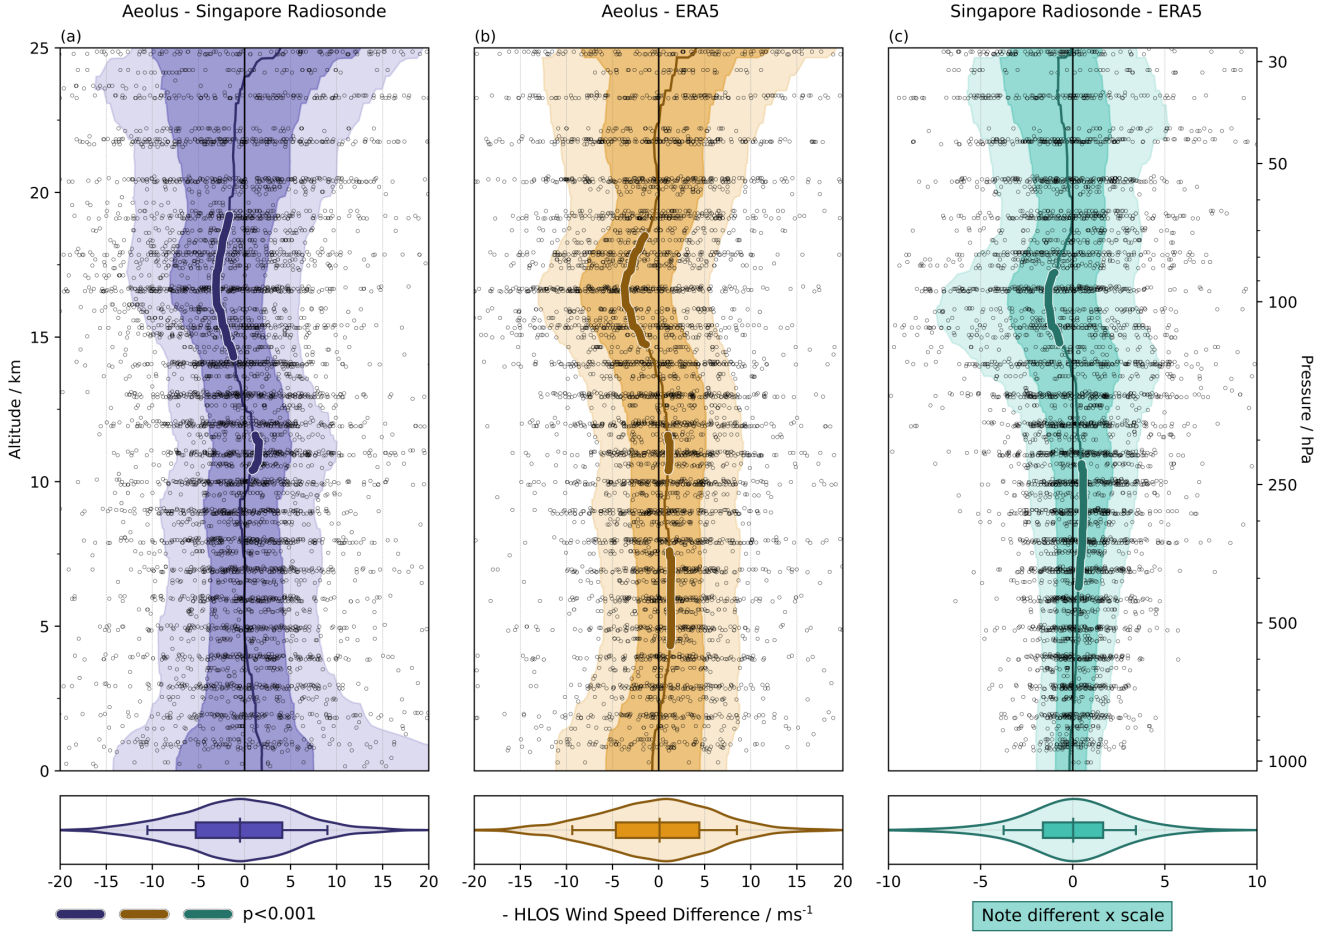 Aeolus - Singapore Radiosonde
Aeolus - ERA5
Singapore Radiosonde - ERA5
(a)
(b)
(c)
25
20
15
10
5
0
Altitude / km
30
50
100
250
500
1000
Pressure / hPa
-20 -15 -10 -5 0 5 10 15 20
-20 -15 -10 -5 0 5 10 15 20
-10 -5 0 5 10
p<0.001
- HLOS Wind Speed Difference / ms⁻¹
Note different x scale